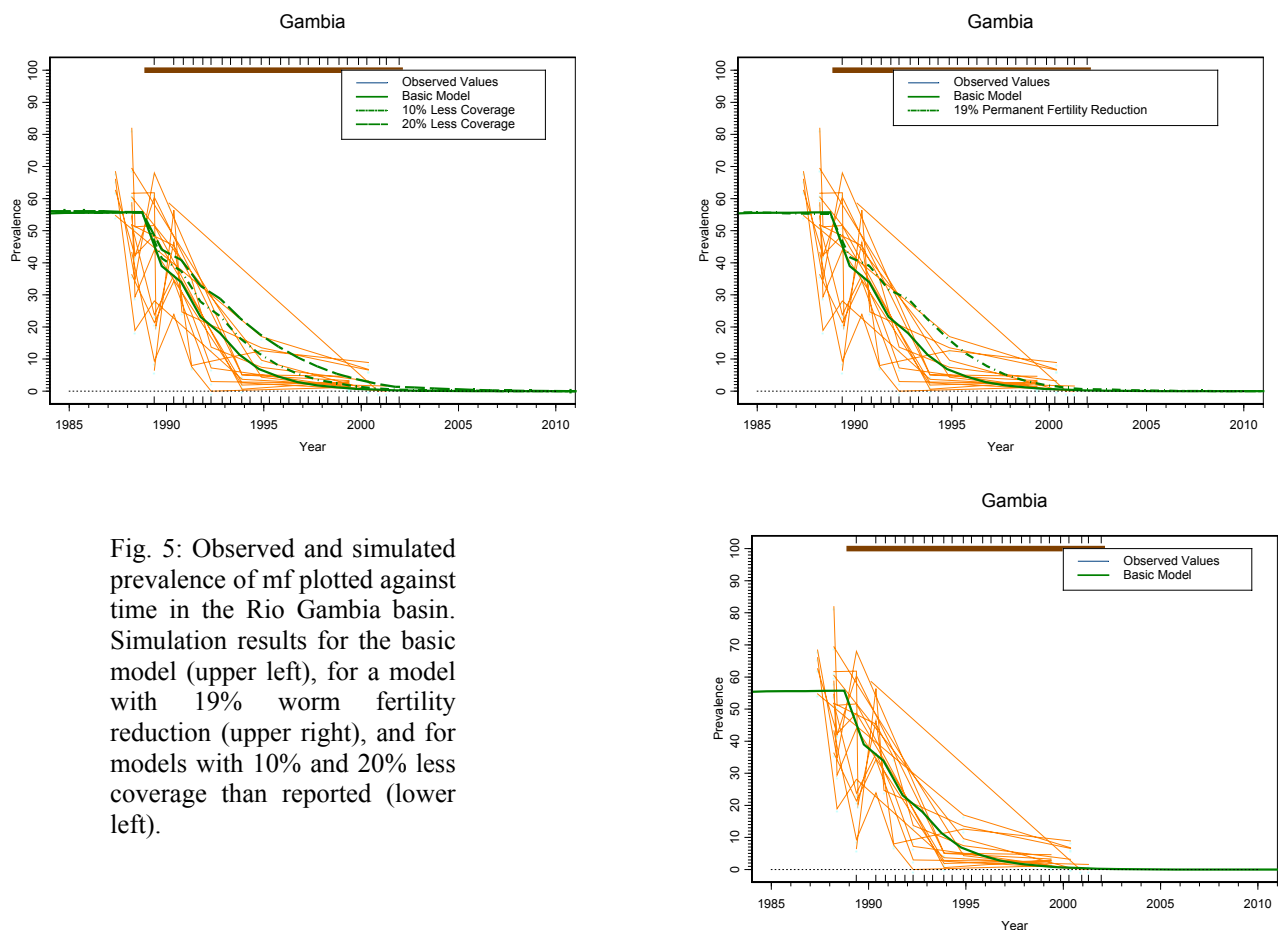 Gambia
Observed Values
Basic Model
10% Less Coverage
20% Less Coverage
Prevalence
0 10 20 30 40 50 60 70 80 90 100
1985 1990 1995 2000 2005 2010
Year
Gambia
Observed Values
Basic Model
19% Permanent Fertility Reduction
Prevalence
0 10 20 30 40 50 60 70 80 90 100
1985 1990 1995 2000 2005 2010
Year
Fig. 5: Observed and simulated
prevalence of mf plotted against
time in the Rio Gambia basin.
Simulation results for the basic
model (upper left), for a model
with 19% worm fertility
reduction (upper right), and for
models with 10% and 20% less
coverage than reported (lower
left).
Gambia
Observed Values
Basic Model
Prevalence
0 10 20 30 40 50 60 70 80 90 100
1985 1990 1995 2000 2005 2010
Year